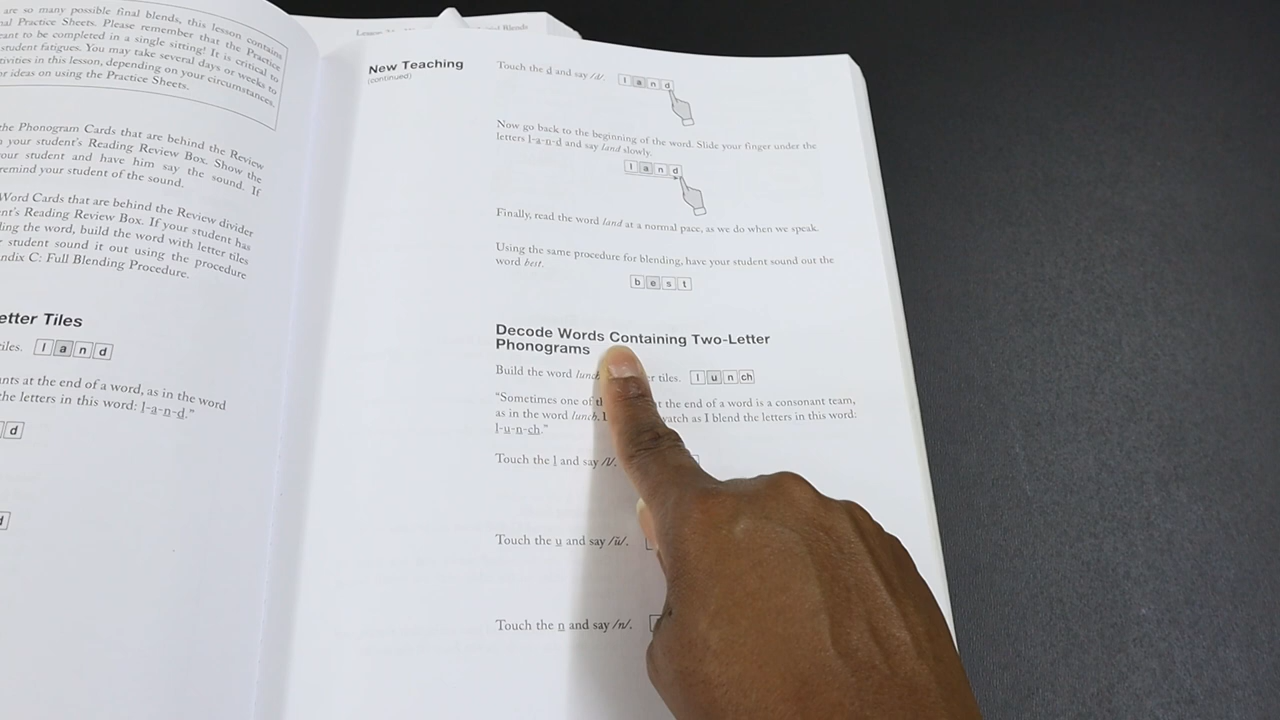 are so many possible final blends, this lesson contains
Practice Sheets. Please remember that the Practice
to be completed in a single sitting! It is critical to
student fatigues. You may take several days or weeks to
in this lesson, depending on your circumstances.
ideas on using the Practice Sheets.
the Phonogram Cards that are behind the Review
your student's Reading Review Box. Show the
student and have him say the sound. If
remind your student of the sound.
Word Cards that are behind the Review divider
Reading Review Box. If your student has
the word, build the word with letter tiles
student sound it out using the procedure
C: Full Blending Procedure.
Tiles
tiles. l a n d
at the end of a word, as in the word
the letters in this word: l-a-n-d."
d
d
Blends
New Teaching
(continued)
Touch the d and say /d/. l a n d
Now go back to the beginning of the word. Slide your finger under the
letters l-a-n-d and say land slowly.
l a n d
Finally, read the word land at a normal pace, as we do when we speak.
Using the same procedure for blending, have your student sound out the
word best.
b e s t
Decode Words Containing Two-Letter
Phonograms
Build the word lunch tiles. l u n ch
"Sometimes one of the end of a word is a consonant team,
as in the word lunch. watch as I blend the letters in this word:
l-u-n-ch."
Touch the l and say /l/.
Touch the u and say /ŭ/.
Touch the n and say /n/.